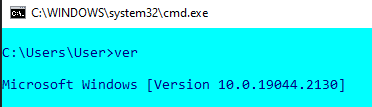 C:\WINDOWS\system32\cmd.exe
C:\Users\User>ver
Microsoft Windows [Version 10.0.19044.2130]